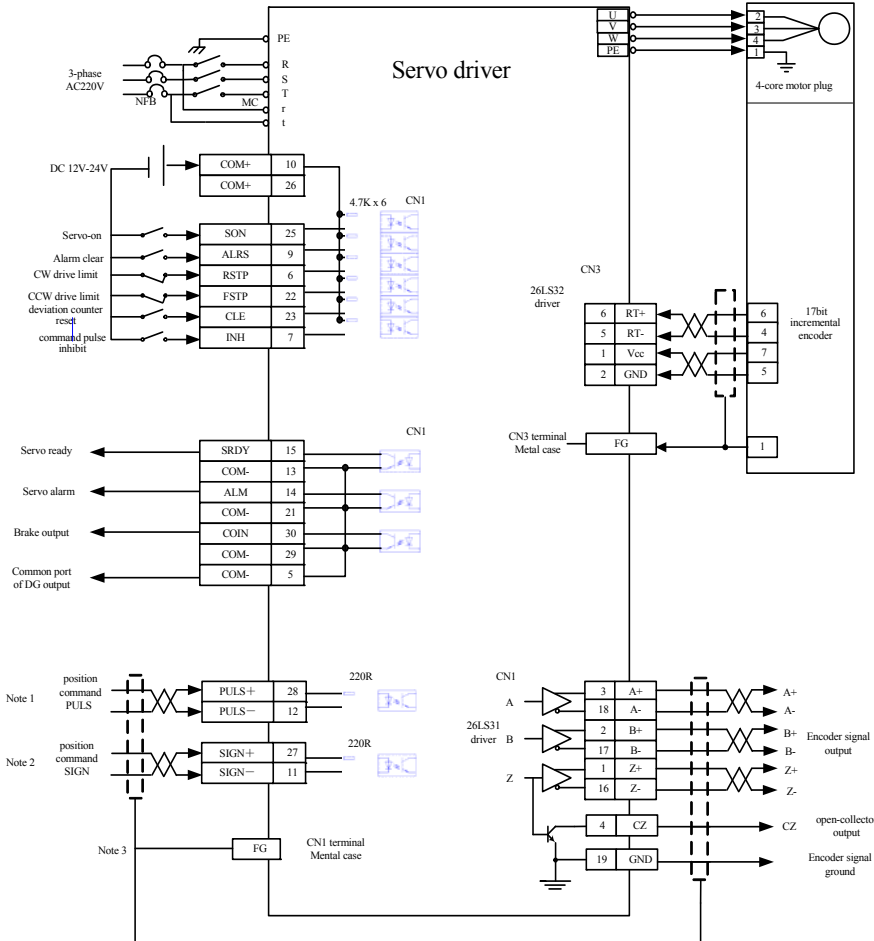 Servo driver
PE
3-phase
AC220V
NFB
MC
R
S
T
r
t
U
V
W
PE
2
3
4
1
4-core motor plug
DC 12V-24V
COM+ 10
COM+ 26
4.7K x 6
CN1
Servo-on
SON 25
Alarm clear
ALRS 9
CW drive limit
RSTP 6
CCW drive limit
FSTP 22
deviation counter
reset
CLE 23
command pulse
inhibit
INH 7
CN3
26LS32
driver
6 RT+
5 RT-
1 Vcc
2 GND
6
4
7
5
17bit
incremental
encoder
CN3 terminal
Metal case
FG
1
CN1
Servo ready
SRDY 15
COM- 13
Servo alarm
ALM 14
COM- 21
Brake output
COIN 30
COM- 29
Common port
of DG output
COM- 5
Note 1
position
command
PULS
PULS+ 28
PULS- 12
220R
Note 2
position
command
SIGN
SIGN+ 27
SIGN- 11
220R
Note 3
FG
CN1 terminal
Mental case
CN1
A
26LS31
driver
B
Z
3 A+
18 A-
2 B+
17 B-
1 Z+
16 Z-
4 CZ
19 GND
A+
A-
B+
B-
Z+
Z-
CZ
Encoder signal
output
open-collecto
output
Encoder signal
ground